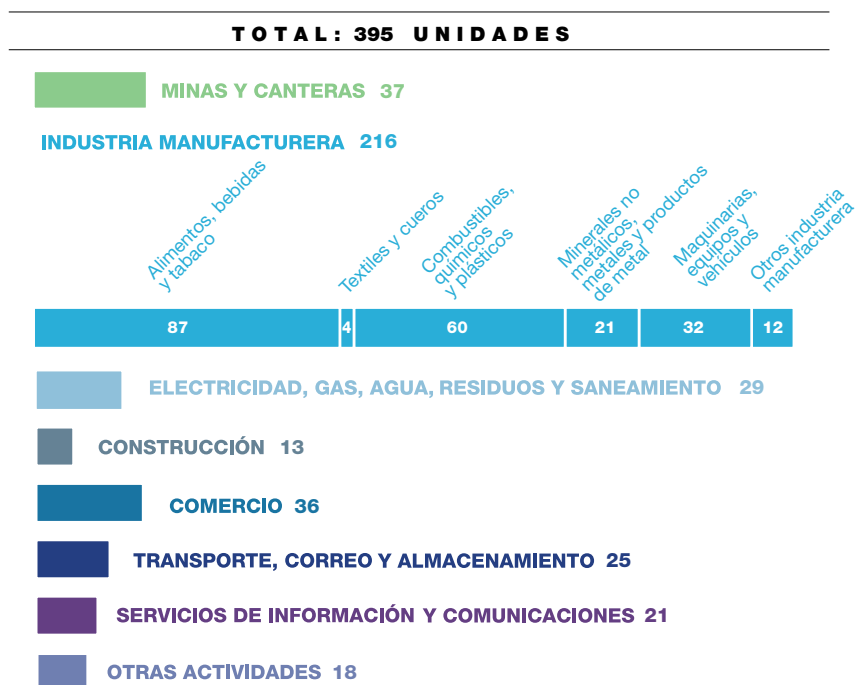 TOTAL: 395 UNIDADES
MINAS Y CANTERAS 37
INDUSTRIA MANUFACTURERA 216
Alimentos, bebidas
y tabaco
Textiles y cueros
Combustibles,
químicos
y plásticos
Minerales no
metálicos,
metales y productos
de metal
Maquinarias,
equipos y
vehículos
Otros industria
manufacturera
87 4 60 21 32 12
ELECTRICIDAD, GAS, AGUA, RESIDUOS Y SANEAMIENTO 29
CONSTRUCCIÓN 13
COMERCIO 36
TRANSPORTE, CORREO Y ALMACENAMIENTO 25
SERVICIOS DE INFORMACIÓN Y COMUNICACIONES 21
OTRAS ACTIVIDADES 18